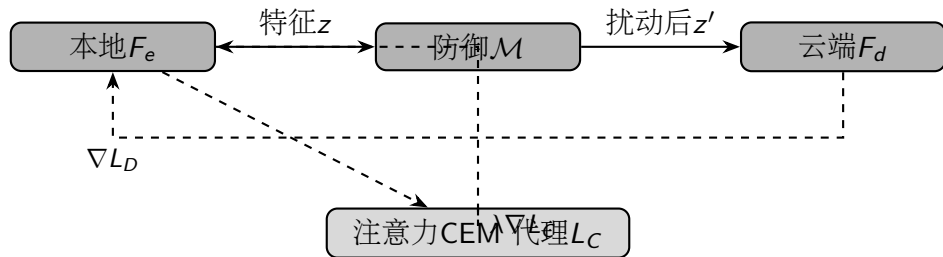 本地F_e
特征z
防御ℳ
扰动后z′
云端F_d
∇L_D
注意力CEM 代理L_C
λ∇L_C